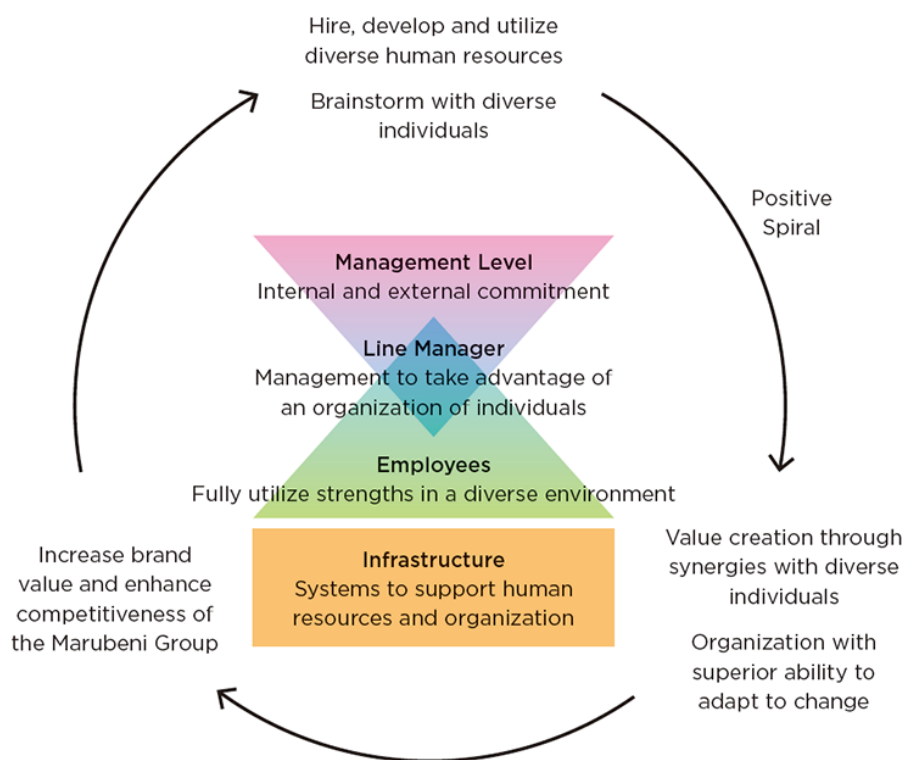 Hire, develop and utilize
diverse human resources
Brainstorm with diverse
individuals
Positive
Spiral
Management Level
Internal and external commitment
Line Manager
Management to take advantage of
an organization of individuals
Employees
Fully utilize strengths in a diverse environment
Infrastructure
Systems to support human
resources and organization
Value creation through
synergies with diverse
individuals
Organization with
superior ability to
adapt to change
Increase brand
value and enhance
competitiveness of
the Marubeni Group